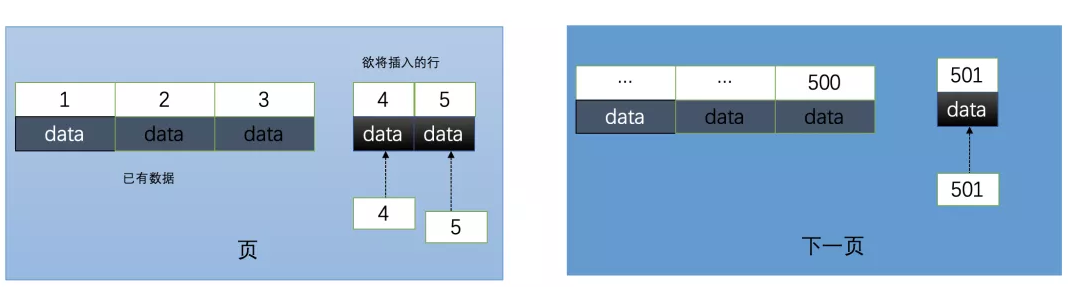 欲将插入的行
1 2 3 4 5
data data data data data
已有数据
4
5
页
... ... 500 501
data data data data
501
下一页